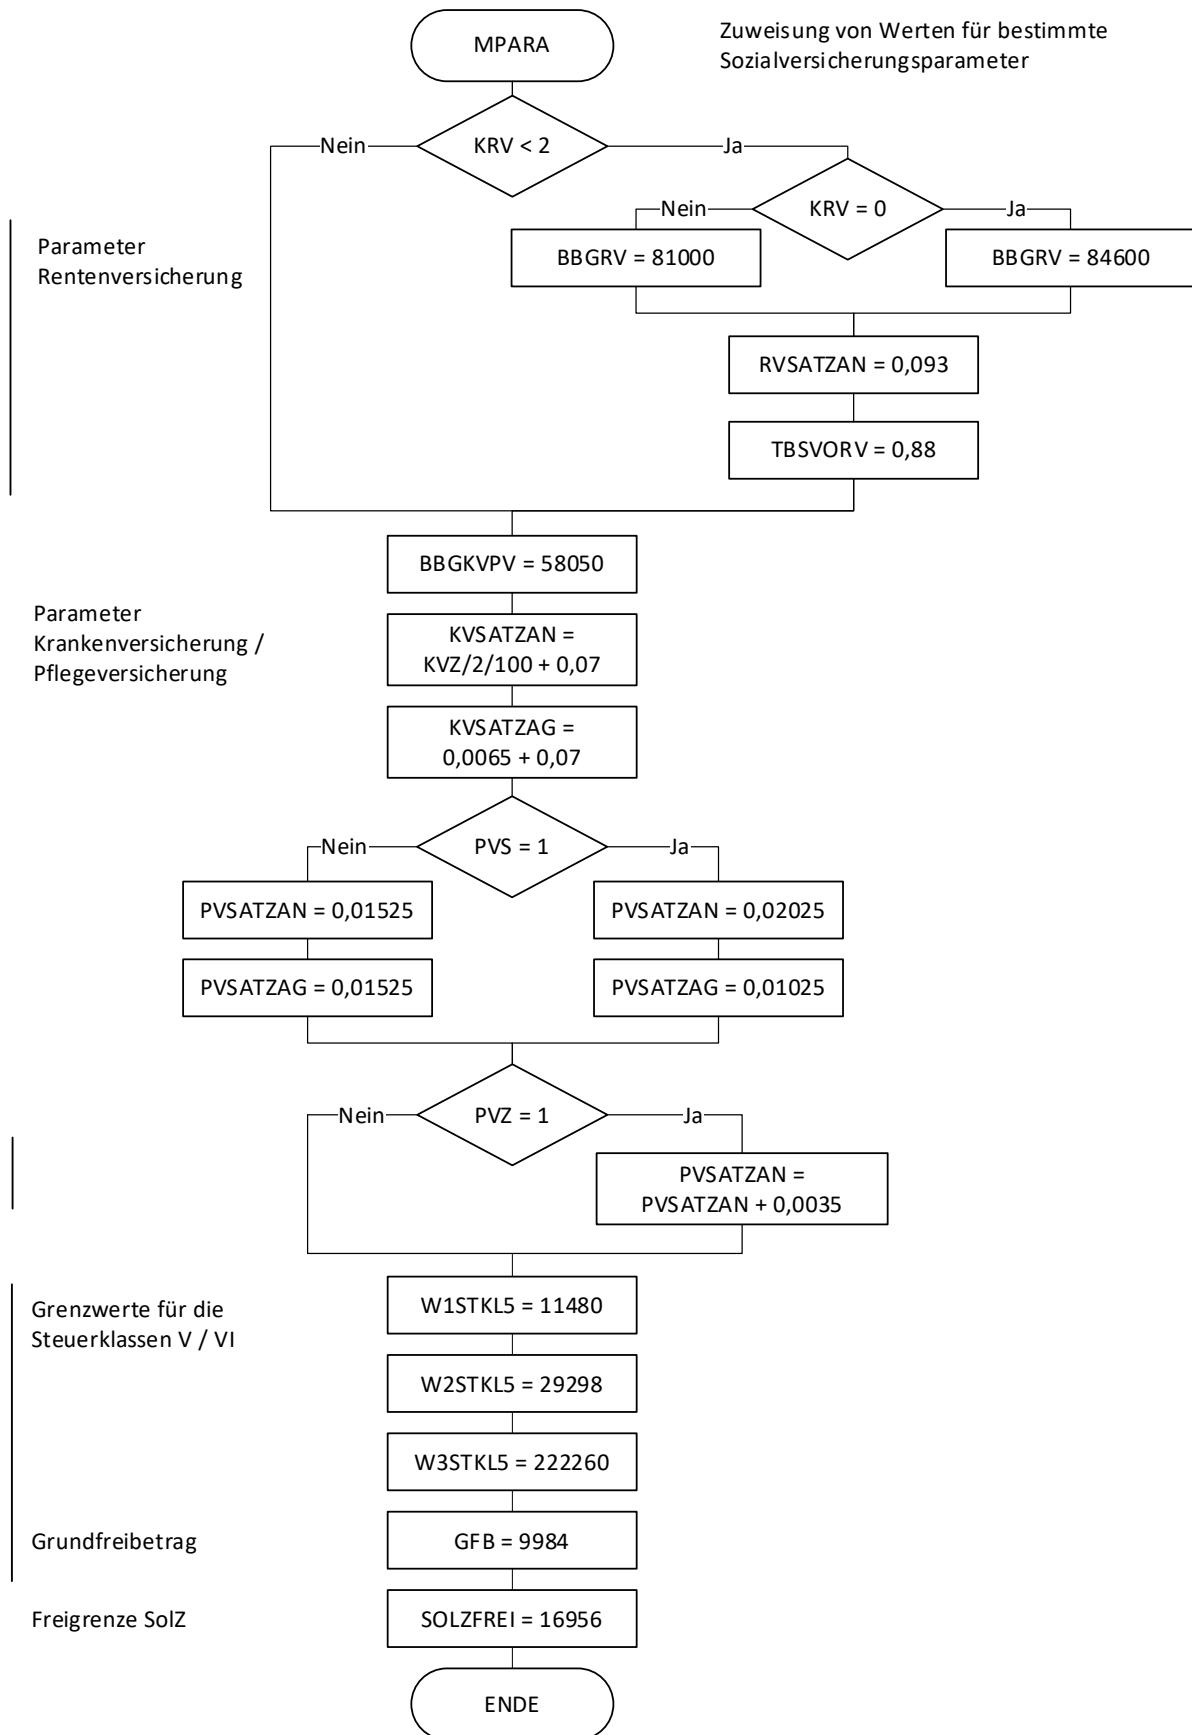 MPARA
Zuweisung von Werten für bestimmte
Sozialversicherungsparameter
Nein
KRV < 2
Ja
Nein
KRV = 0
Ja
Parameter
Rentenversicherung
BBGRV = 81000
BBGRV = 84600
RVSATZAN = 0,093
TBSVORV = 0,88
BBGKVPV = 58050
Parameter
Krankenversicherung /
Pflegeversicherung
KVSATZAN =
KVZ/2/100 + 0,07
KVSATZAG =
0,0065 + 0,07
Nein
PVS = 1
Ja
PVSATZAN = 0,01525
PVSATZAN = 0,02025
PVSATZAG = 0,01525
PVSATZAG = 0,01025
Nein
PVZ = 1
Ja
PVSATZAN =
PVSATZAN + 0,0035
Grenzwerte für die
Steuerklassen V / VI
W1STKL5 = 11480
W2STKL5 = 29298
W3STKL5 = 222260
Grundfreibetrag
GFB = 9984
Freigrenze SolZ
SOLZFREI = 16956
ENDE